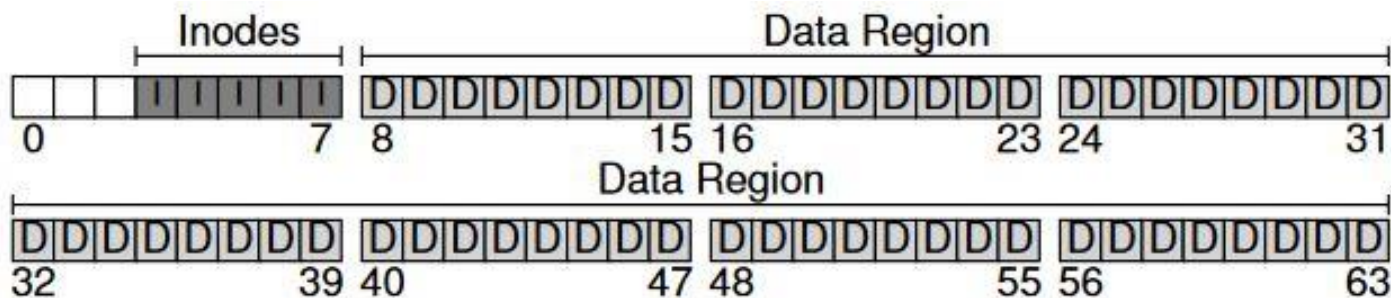 Inodes Data Region
I I I I I D D D D D D D D D D D D D D D D D D D D D D D D
0 7 8 15 16 23 24 31
Data Region
D D D D D D D D D D D D D D D D D D D D D D D D D D D D D D D D
32 39 40 47 48 55 56 63